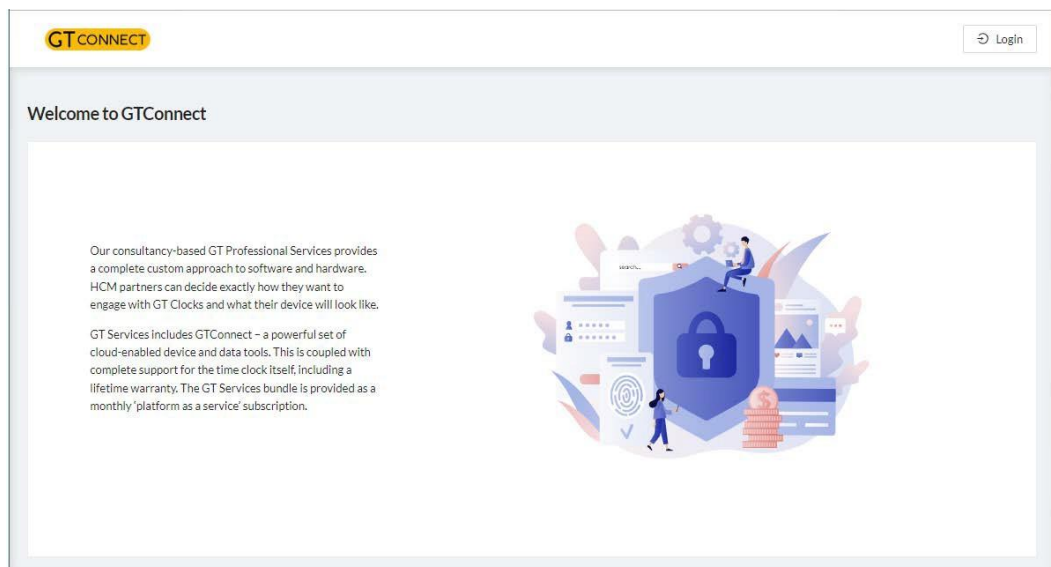 GT CONNECT
Login
Welcome to GTConnect
Our consultancy-based GT Professional Services provides
a complete custom approach to software and hardware.
HCM partners can decide exactly how they want to
engage with GT Clocks and what their device will look like.
GT Services includes GTConnect – a powerful set of
cloud-enabled device and data tools. This is coupled with
complete support for the time clock itself, including a
lifetime warranty. The GT Services bundle is provided as a
monthly 'platform as a service' subscription.
search...
$